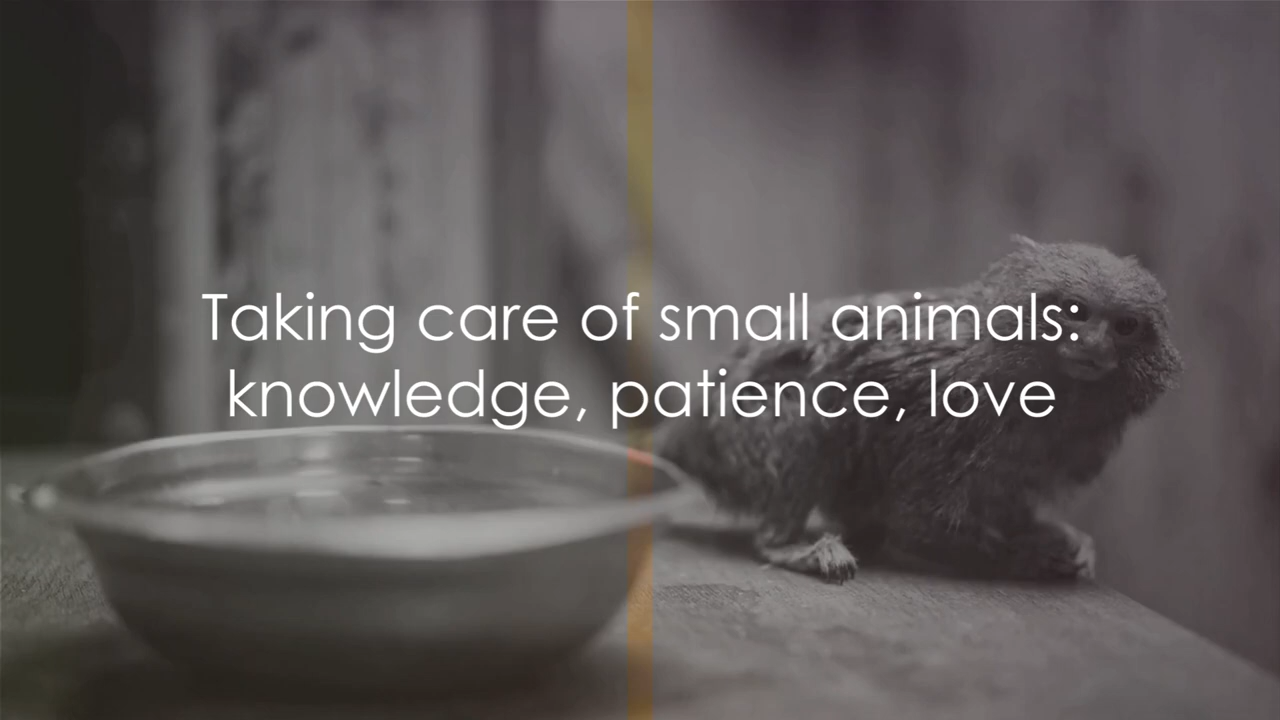 Taking care of small animals:
knowledge, patience, love